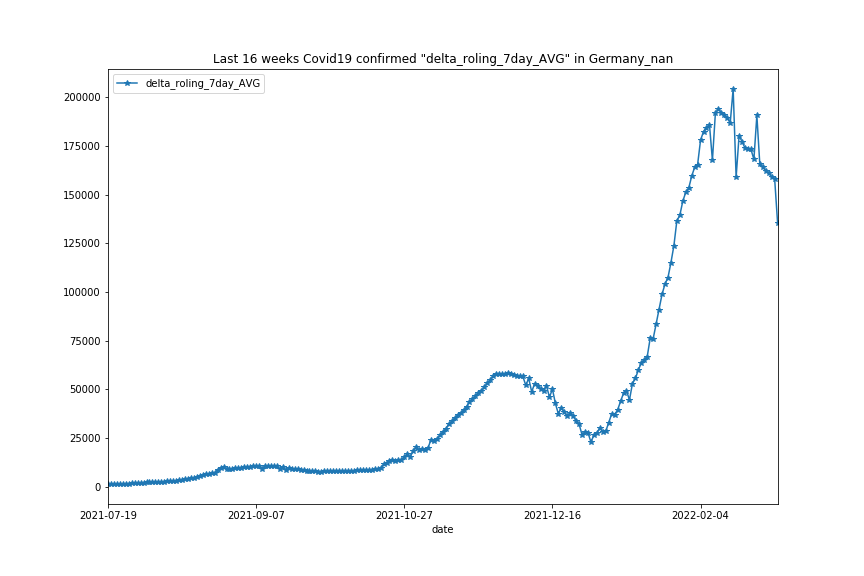 Last 16 weeks Covid19 confirmed "delta_roling_7day_AVG" in Germany_nan
delta_roling_7day_AVG
200000
175000
150000
125000
100000
75000
50000
25000
0
2021-07-19 2021-09-07 2021-10-27 2021-12-16 2022-02-04
date